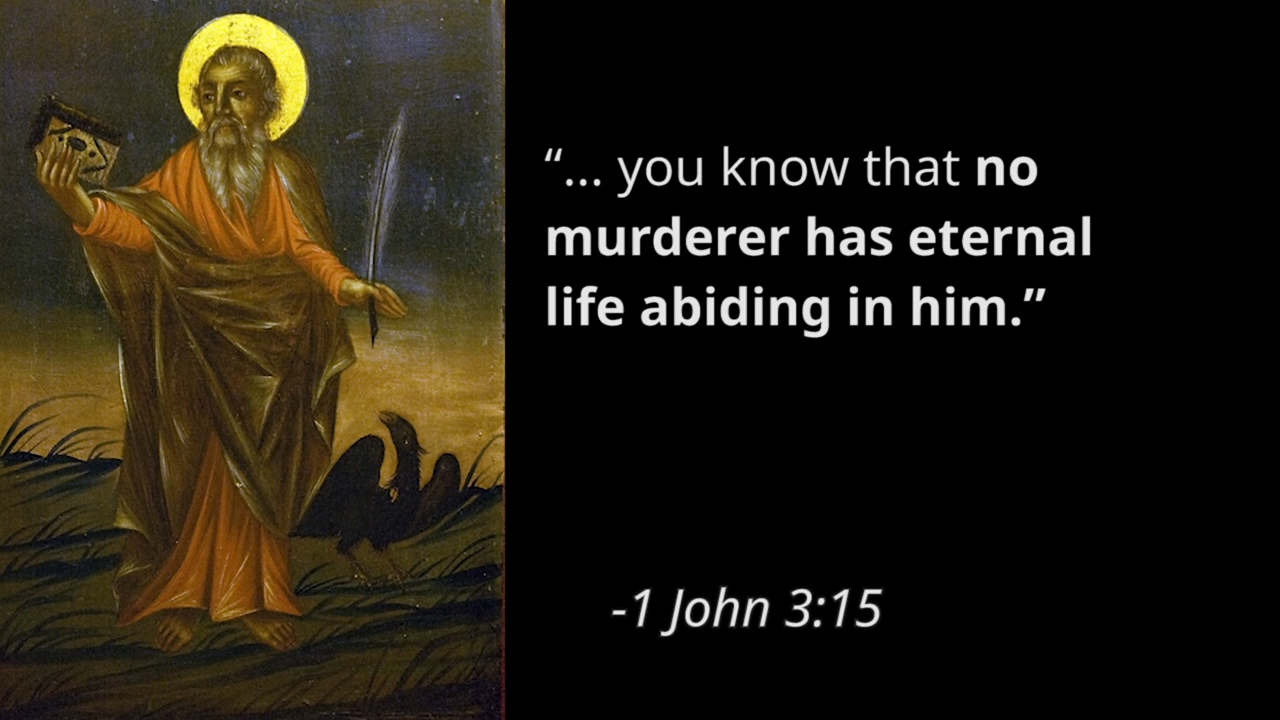 “... you know that no
murderer has eternal
life abiding in him.”
-1 John 3:15